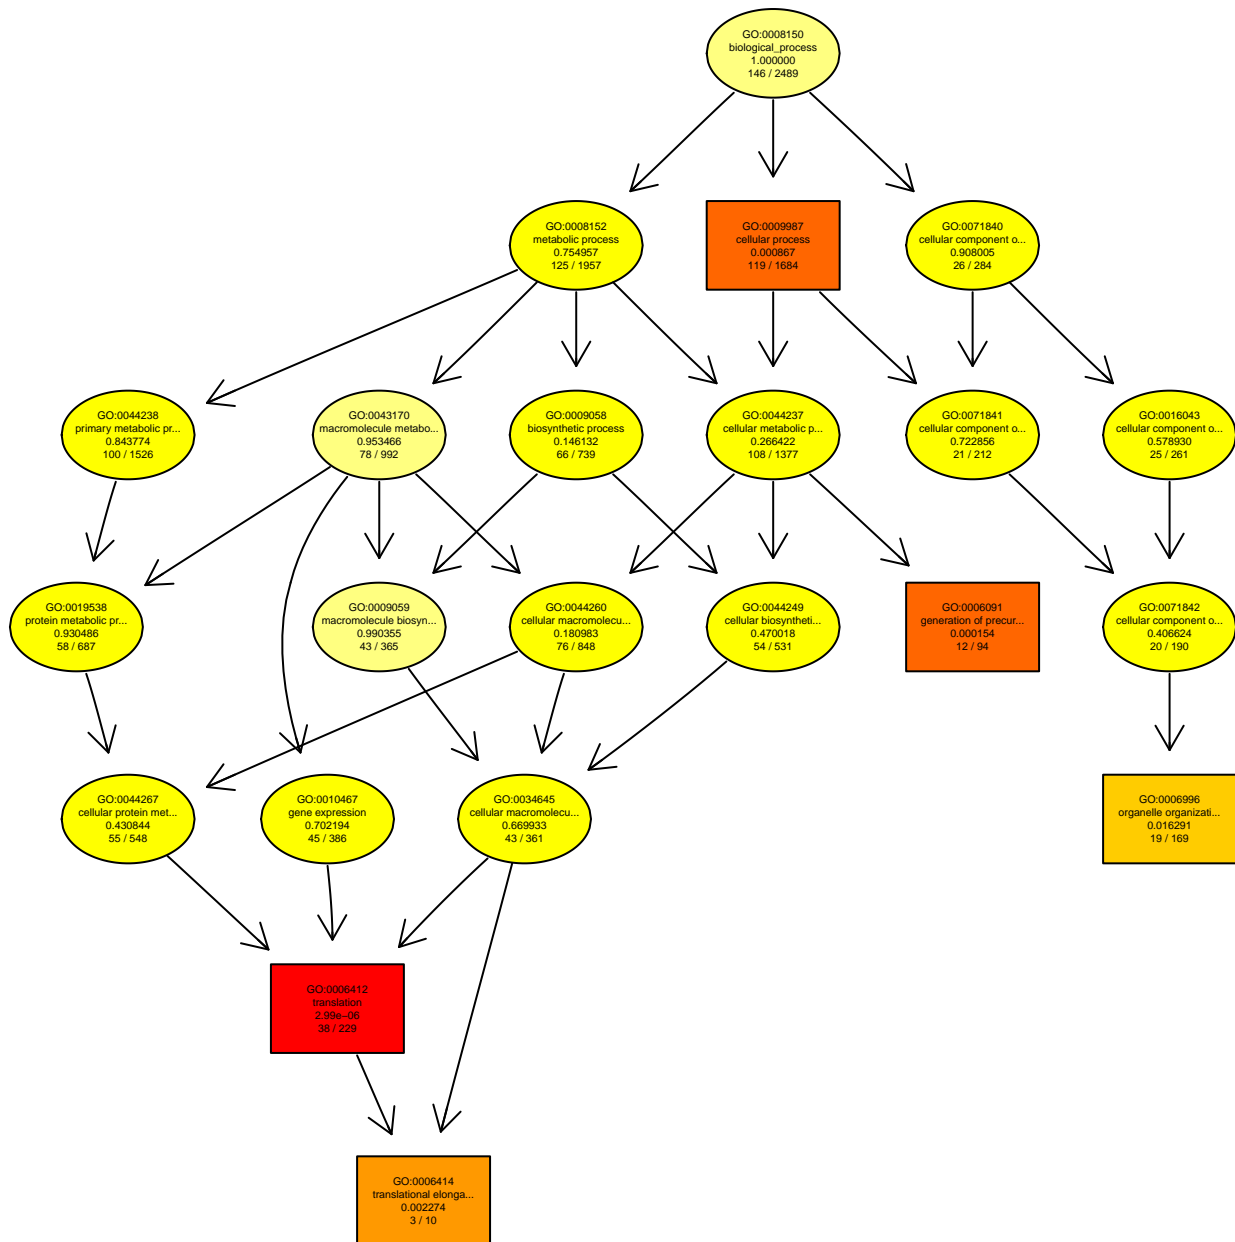 GO:0008150
biological_process
1.000000
146 / 2489
GO:0008152
metabolic process
0.754957
125 / 1957
GO:0009987
cellular process
0.000867
119 / 1684
GO:0071840
cellular component o...
0.908005
26 / 284
GO:0044238
primary metabolic pr...
0.843774
100 / 1526
GO:0043170
macromolecule metabo...
0.953466
78 / 992
GO:0009058
biosynthetic process
0.146132
66 / 739
GO:0044237
cellular metabolic p...
0.266422
108 / 1377
GO:0071841
cellular component o...
0.722856
21 / 212
GO:0016043
cellular component o...
0.578930
25 / 261
GO:0019538
protein metabolic pr...
0.930486
58 / 687
GO:0009059
macromolecule biosyn...
0.990355
43 / 365
GO:0044260
cellular macromolecu...
0.180983
76 / 848
GO:0044249
cellular biosyntheti...
0.470018
54 / 531
GO:0006091
generation of precur...
0.000154
12 / 94
GO:0071842
cellular component o...
0.406624
20 / 190
GO:0044267
cellular protein met...
0.430844
55 / 548
GO:0010467
gene expression
0.702194
45 / 386
GO:0034645
cellular macromolecu...
0.669933
43 / 361
GO:0006996
organelle organizati...
0.016291
19 / 169
GO:0006412
translation
2.99e−06
38 / 229
GO:0006414
translational elonga...
0.002274
3 / 10